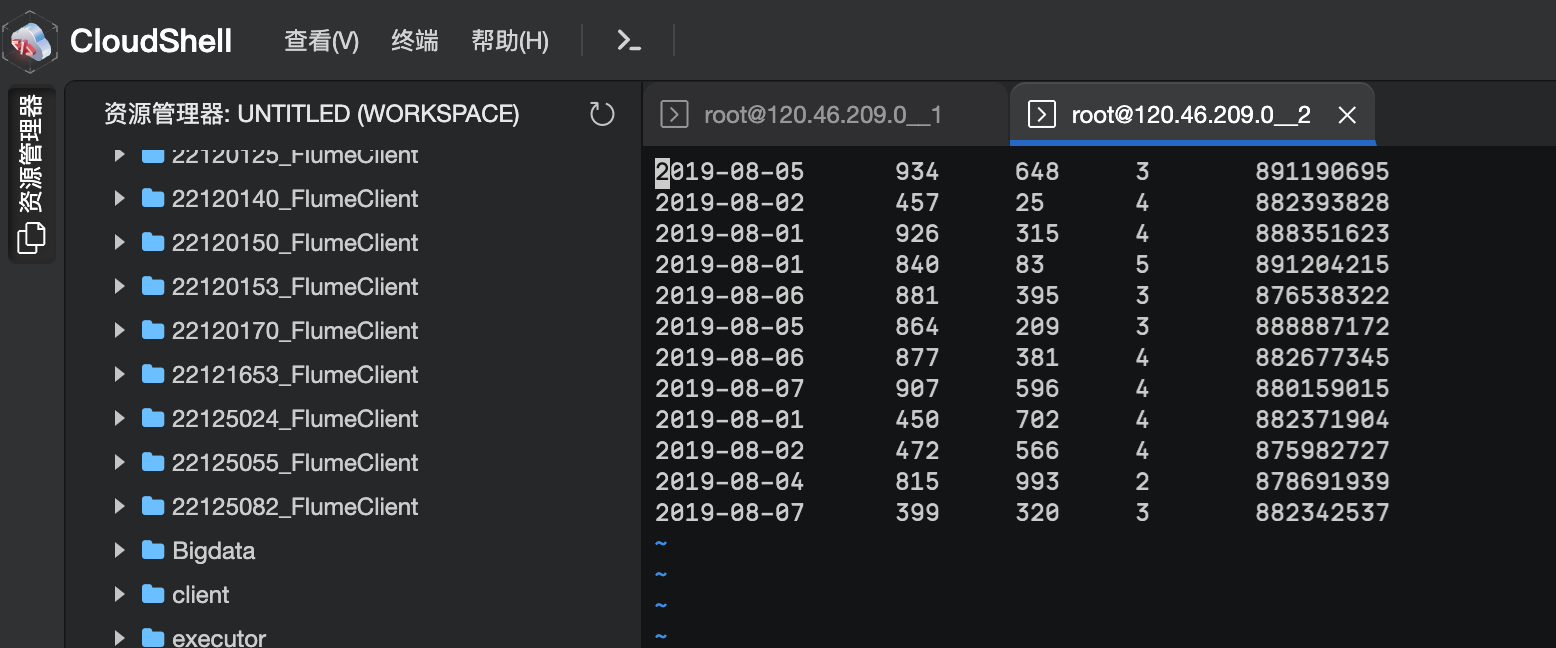 CloudShell 查看(V) 终端 帮助(H)
资源管理器
资源管理器: UNTITLED (WORKSPACE)
22120125_FlumeClient
22120140_FlumeClient
22120150_FlumeClient
22120153_FlumeClient
22120170_FlumeClient
22121653_FlumeClient
22125024_FlumeClient
22125055_FlumeClient
22125082_FlumeClient
Bigdata
client
executor
root@120.46.209.0__1
root@120.46.209.0__2
2019-08-05 934 648 3 891190695
2019-08-02 457 25 4 882393828
2019-08-01 926 315 4 888351623
2019-08-01 840 83 5 891204215
2019-08-06 881 395 3 876538322
2019-08-05 864 209 3 888887172
2019-08-06 877 381 4 882677345
2019-08-07 907 596 4 880159015
2019-08-01 450 702 4 882371904
2019-08-02 472 566 4 875982727
2019-08-04 815 993 2 878691939
2019-08-07 399 320 3 882342537
~
~
~
~